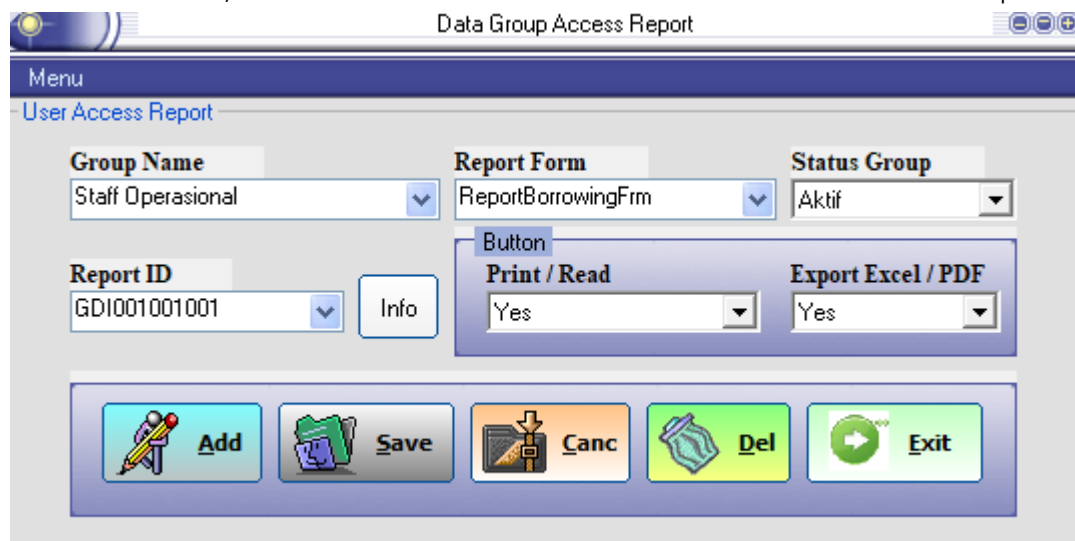 Data Group Access Report
Menu
User Access Report
Group Name Report Form Status Group
Staff Operasional ReportBorrowingFrm Aktif
Button
Report ID Print / Read Export Excel / PDF
GDI001001001 Info Yes Yes
Add Save Canc Del Exit